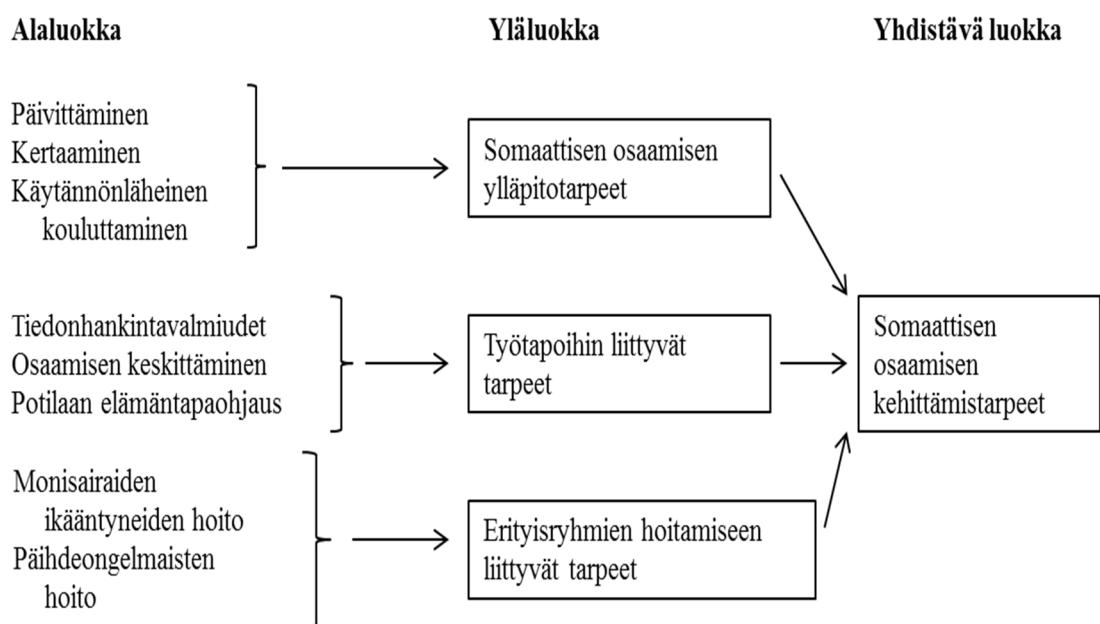 Alaluokka
Yläluokka
Yhdistävä luokka
Päivittäminen
Kertaaminen
Käytännönläheinen
kouluttaminen
Somaattisen osaamisen
ylläpitotarpeet
Tiedonhankintavalmiudet
Osaamisen keskittäminen
Potilaan elämäntapaohjaus
Työtapoihin liittyvät
tarpeet
Somaattisen
osaamisen
kehittämistarpeet
Monisairaiden
ikääntyneiden hoito
Päihdeongelmaisten
hoito
Erityisryhmien hoitamiseen
liittyvät tarpeet